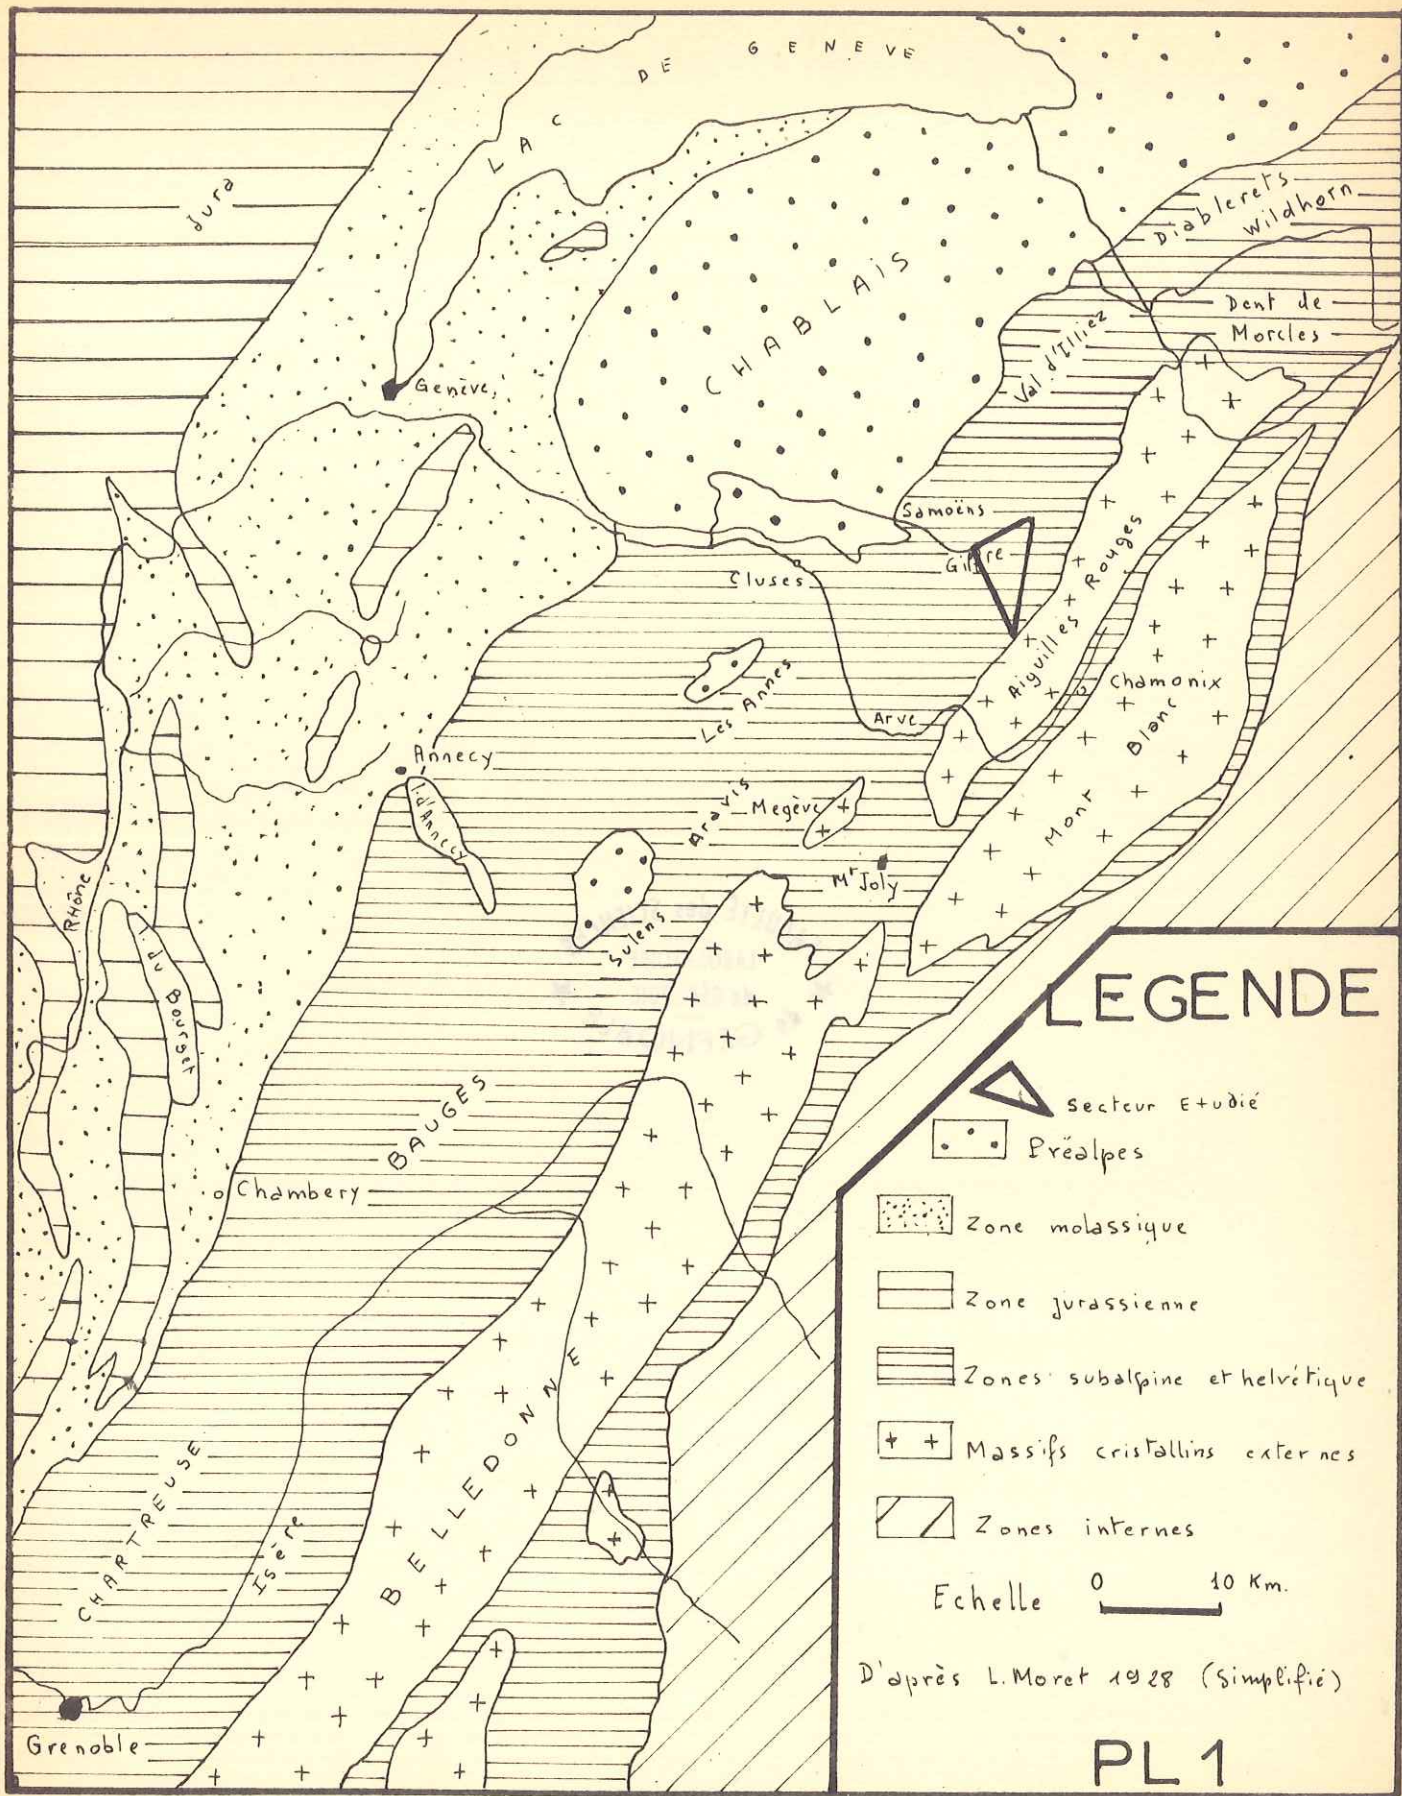 LAC DE GENEVE
Jura
Diablerets
Wildhorn
CHABLAIS
Dent de
Morcles
Val d'Illiez
Genève
Samoëns
Giffre
Cluses
Aiguilles Rouges
Les Annes
Chamonix
Arve
Mont Blanc
Annecy
l. d'Annecy
Aravis
Megève
Mt Joly
Rhône
Sulens
l. du Bourget
BAUGES
Chambery
BELLEDONNE
CHARTREUSE
Isère
Grenoble
LEGENDE
Secteur Etudié
Préalpes
Zone molassique
Zone jurassienne
Zones subalpine et helvétique
Massifs cristallins externes
Zones internes
Echelle 0 10 Km.
D'après L. Moret 1928 (Simplifié)
PL 1